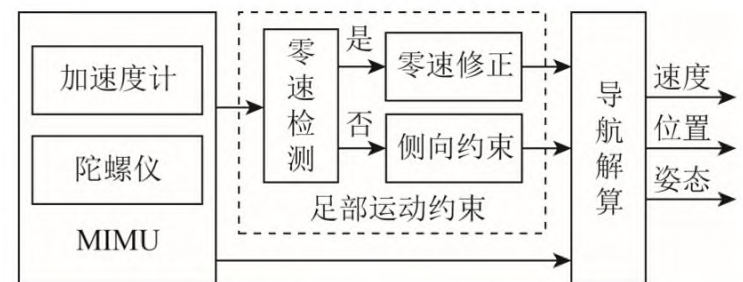 加速度计
陀螺仪
MIMU
零速检测
是
否
零速修正
侧向约束
足部运动约束
导航解算
速度
位置
姿态